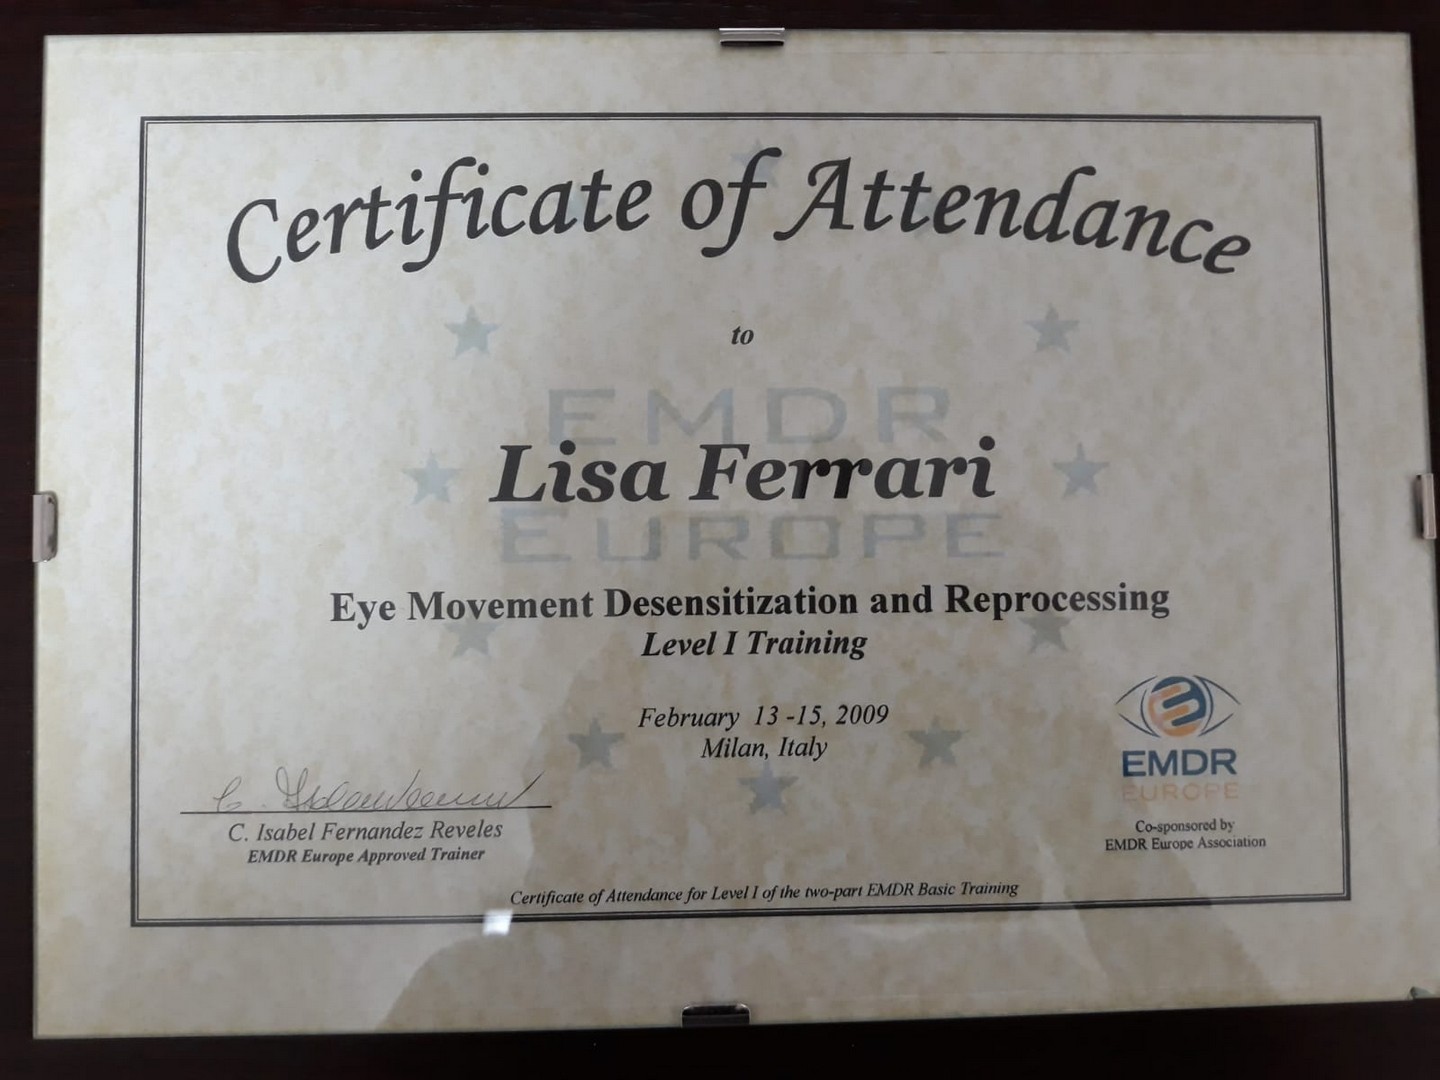 Certificate of Attendance
to
EMDR
Lisa Ferrari
EUROPE
Eye Movement Desensitization and Reprocessing
Level I Training
February 13 -15, 2009
Milan, Italy
C. Isabel Fernandez Reveles
EMDR Europe Approved Trainer
EMDR
EUROPE
Co-sponsored by
EMDR Europe Association
Certificate of Attendance for Level I of the two-part EMDR Basic Training